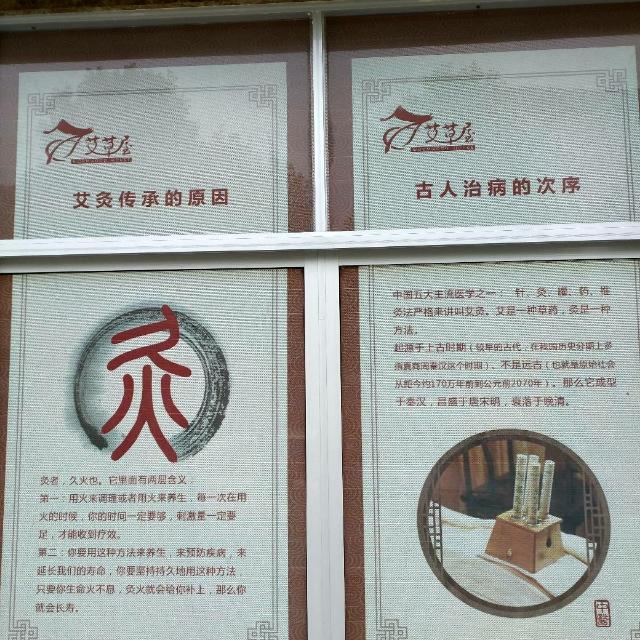 艾草屋
艾灸传承的原因
灸
灸者，久火也。它里面有两层含义，
第一：用火来调理或者用火来养生，每一次在用
火的时候，你的时间一定要够，刺激量一定要
足，才能收到疗效。
第二：你要用这种方法来养生，来预防疾病，来
延长我们的寿命，你要坚持持久地用这种方法，
只要你生命火不息，灸火就会给你补上，那么你
就会长寿。
艾草屋
古人治病的次序
中国五大主流医学之一： 针、灸、砭、药、推
灸法严格来讲叫艾灸。艾是一种草药，灸是一种
方法。
起源于上古时期（较早的古代，在我国历史分期上多
指夏商周秦汉这个时期）、不是远古（也就是原始社会
从距今约170万年前到公元前2070年）。那么它成型
于秦汉，昌盛于唐宋明，衰落于晚清。
中醫